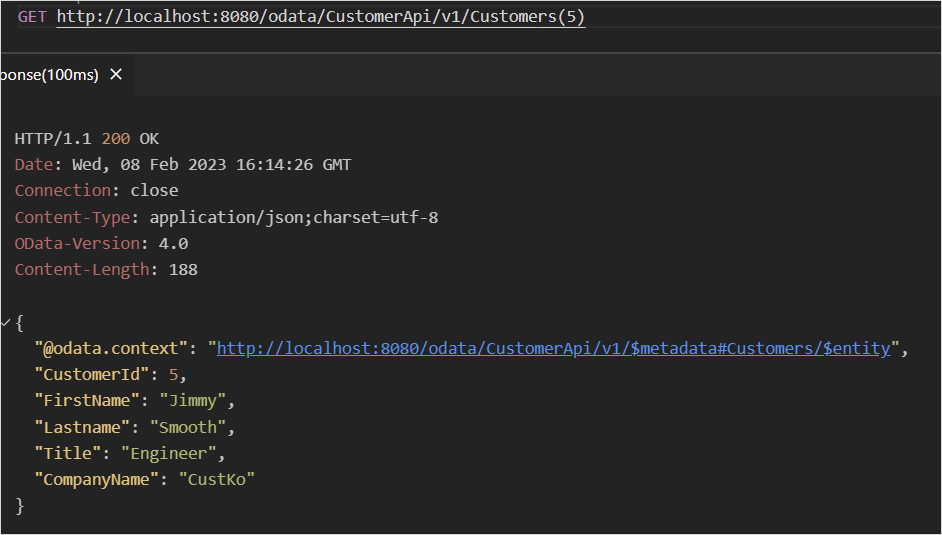 GET http://localhost:8080/odata/CustomerApi/v1/Customers(5)
ponse(100ms) ×
HTTP/1.1 200 OK
Date: Wed, 08 Feb 2023 16:14:26 GMT
Connection: close
Content-Type: application/json;charset=utf-8
OData-Version: 4.0
Content-Length: 188
{
"@odata.context": "http://localhost:8080/odata/CustomerApi/v1/$metadata#Customers/$entity",
"CustomerId": 5,
"FirstName": "Jimmy",
"Lastname": "Smooth",
"Title": "Engineer",
"CompanyName": "CustKo"
}